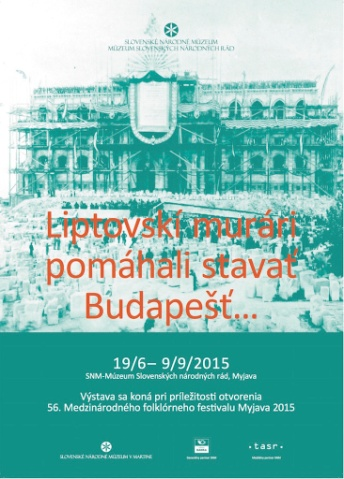 SLOVENSKÉ NÁRODNÉ MÚZEUM
MÚZEUM SLOVENSKÝCH NÁRODNÝCH RÁD
Liptovskí murári
pomáhali stavať
Budapešť...
19/6 – 9/9/2015
SNM-Múzeum Slovenských národných rád, Myjava
Výstava sa koná pri príležitosti otvorenia
56. Medzinárodného folklórneho festivalu Myjava 2015
SLOVENSKÉ NÁRODNÉ MÚZEUM V MARTINE
tasr